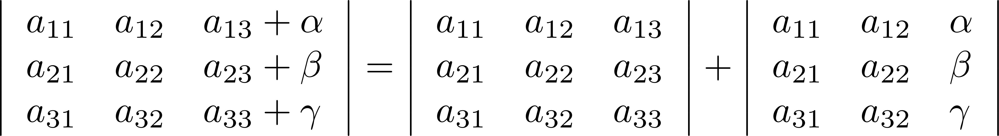 | a₁₁ a₁₂ a₁₃ + α | | a₁₁ a₁₂ a₁₃ | | a₁₁ a₁₂ α |
| a₂₁ a₂₂ a₂₃ + β | = | a₂₁ a₂₂ a₂₃ | + | a₂₁ a₂₂ β |
| a₃₁ a₃₂ a₃₃ + γ | | a₃₁ a₃₂ a₃₃ | | a₃₁ a₃₂ γ |